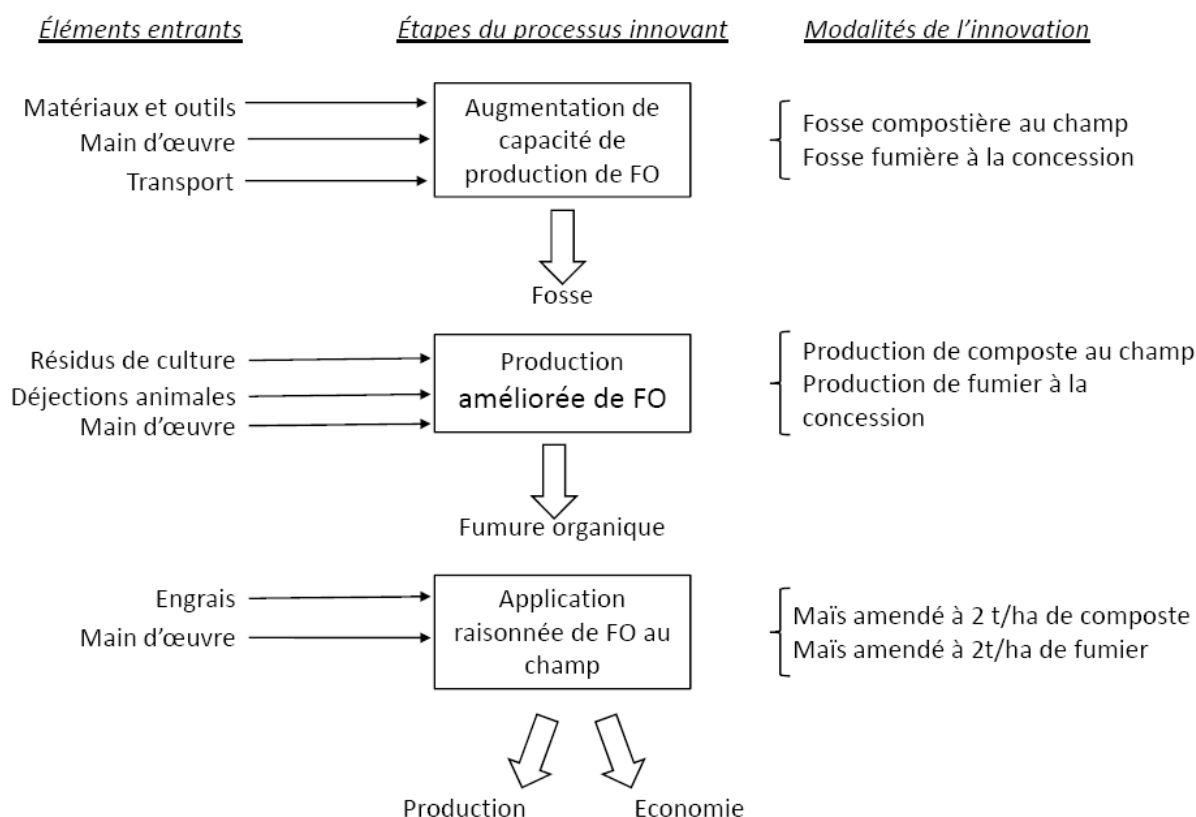 Éléments entrants
Étapes du processus innovant
Modalités de l'innovation
Matériaux et outils
Main d'œuvre
Transport
Augmentation de
capacité de
production de FO
Fosse compostière au champ
Fosse fumière à la concession
Fosse
Résidus de culture
Déjections animales
Main d'œuvre
Production
améliorée de FO
Production de composte au champ
Production de fumier à la
concession
Fumure organique
Engrais
Main d'œuvre
Application
raisonnée de FO au
champ
Maïs amendé à 2 t/ha de composte
Maïs amendé à 2t/ha de fumier
Production
Economie